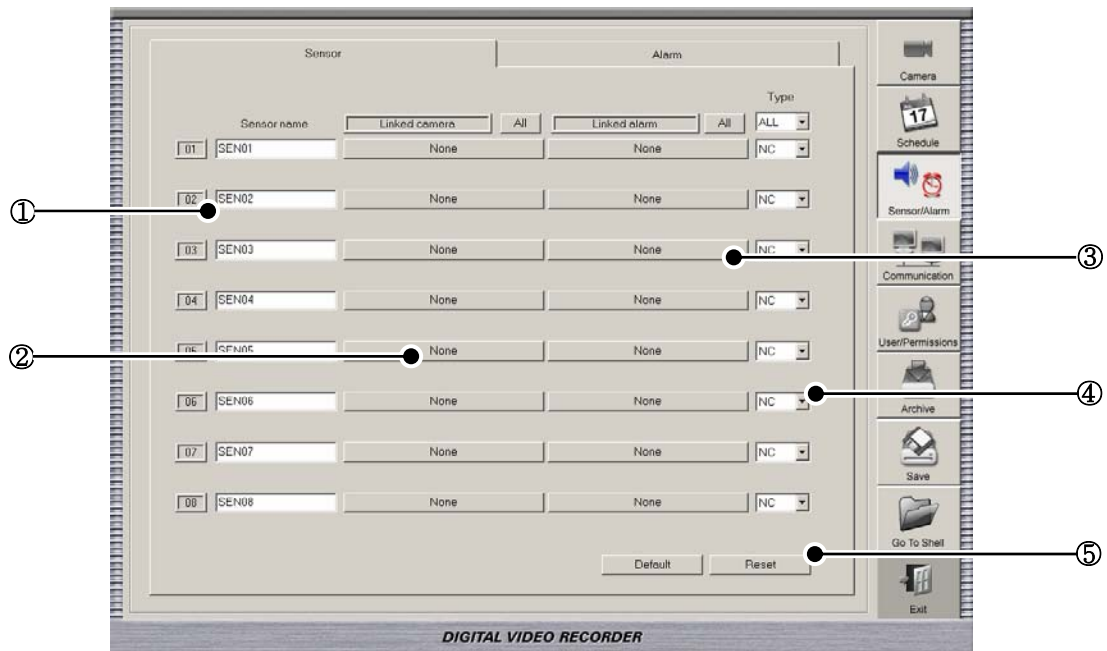 Sensor Alarm
Type
Sensor name Linked camera All Linked alarm All ALL
01 SEN01 None None NC
02 SEN02 None None NC
03 SEN03 None None NC
04 SEN04 None None NC
05 SEN05 None None NC
06 SEN06 None None NC
07 SEN07 None None NC
08 SEN08 None None NC
Default Reset
Camera
17
Schedule
Sensor/Alarm
Communication
User/Permissions
Archive
Save
Go To Shell
Exit
①
②
③
④
⑤
DIGITAL VIDEO RECORDER